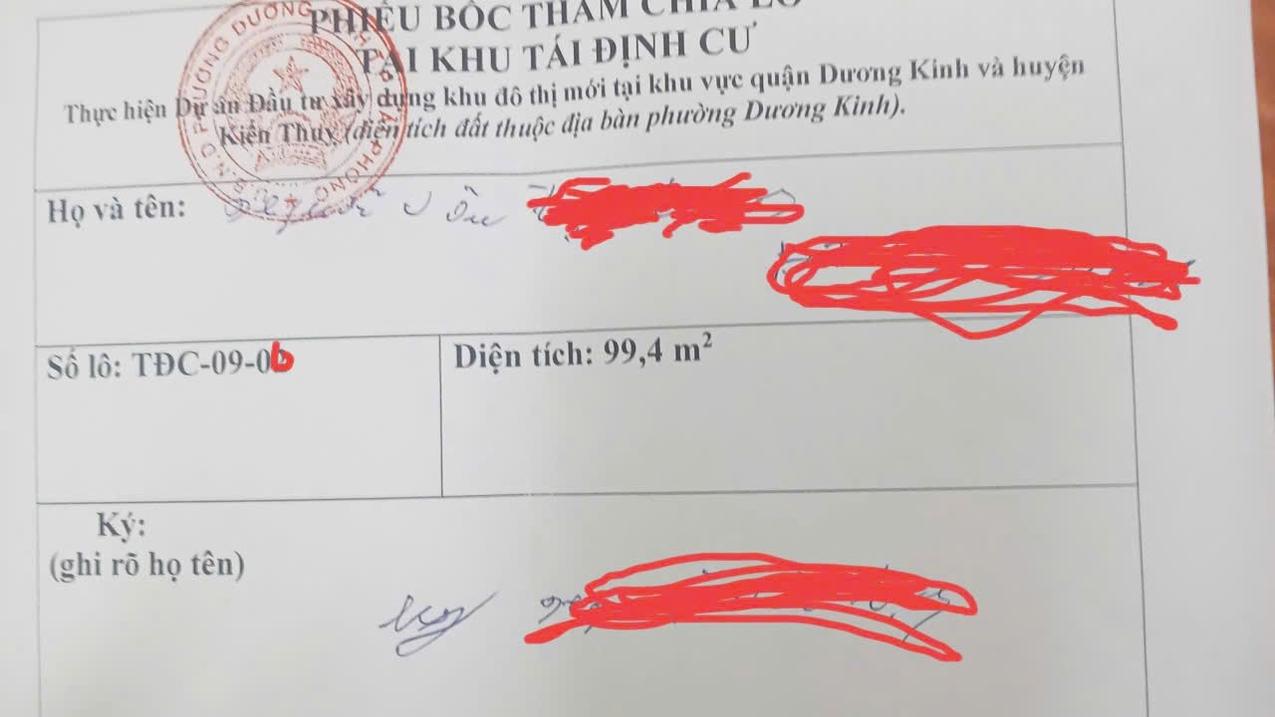 PHIẾU BỐC THĂM CHIA LÔ
TẠI KHU TÁI ĐỊNH CƯ
Thực hiện Dự án Đầu tư xây dựng khu đô thị mới tại khu vực quận Dương Kinh và huyện
Kiến Thuỵ (diện tích đất thuộc địa bàn phường Dương Kinh).
Họ và tên:
Số lô: TĐC-09-0
Diện tích: 99,4 m²
Ký:
(ghi rõ họ tên)